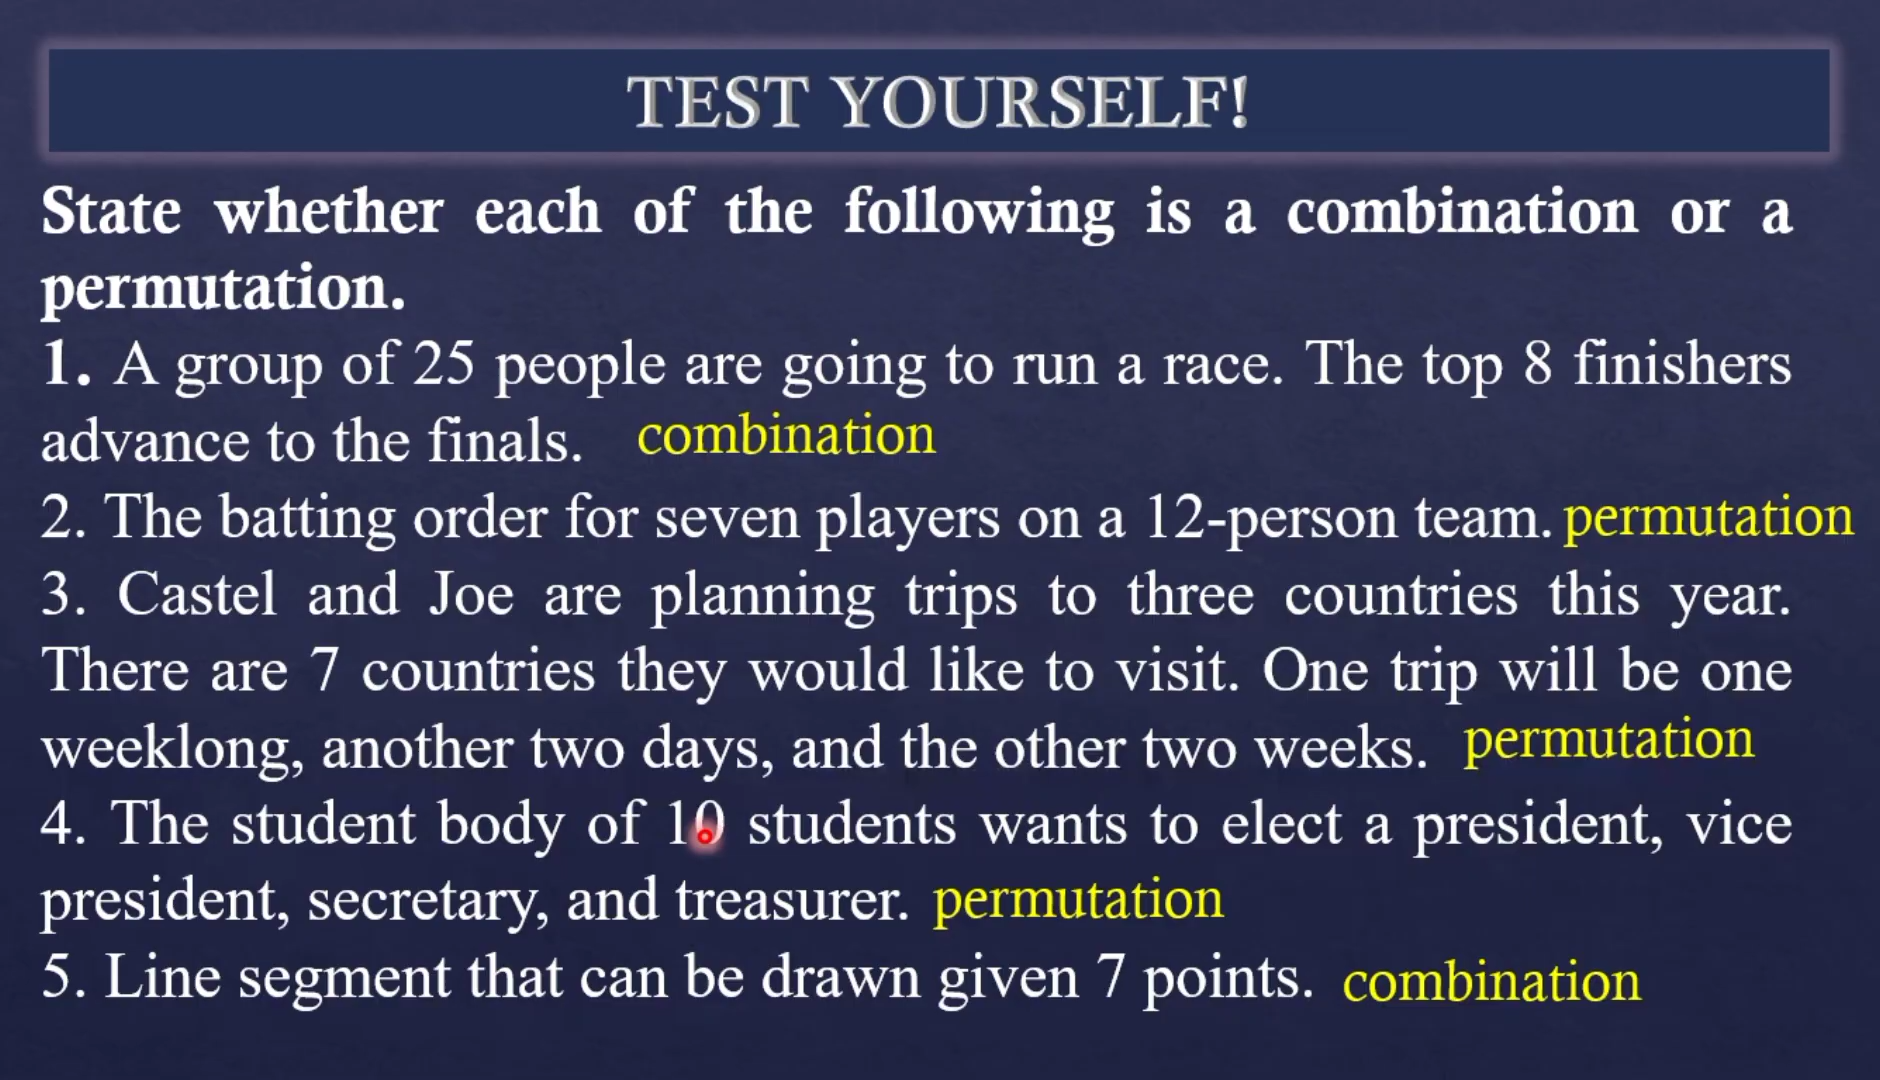 TEST YOURSELF!
State whether each of the following is a combination or a
permutation.
1. A group of 25 people are going to run a race. The top 8 finishers
advance to the finals. combination
2. The batting order for seven players on a 12-person team. permutation
3. Castel and Joe are planning trips to three countries this year.
There are 7 countries they would like to visit. One trip will be one
weeklong, another two days, and the other two weeks. permutation
4. The student body of 10 students wants to elect a president, vice
president, secretary, and treasurer. permutation
5. Line segment that can be drawn given 7 points. combination